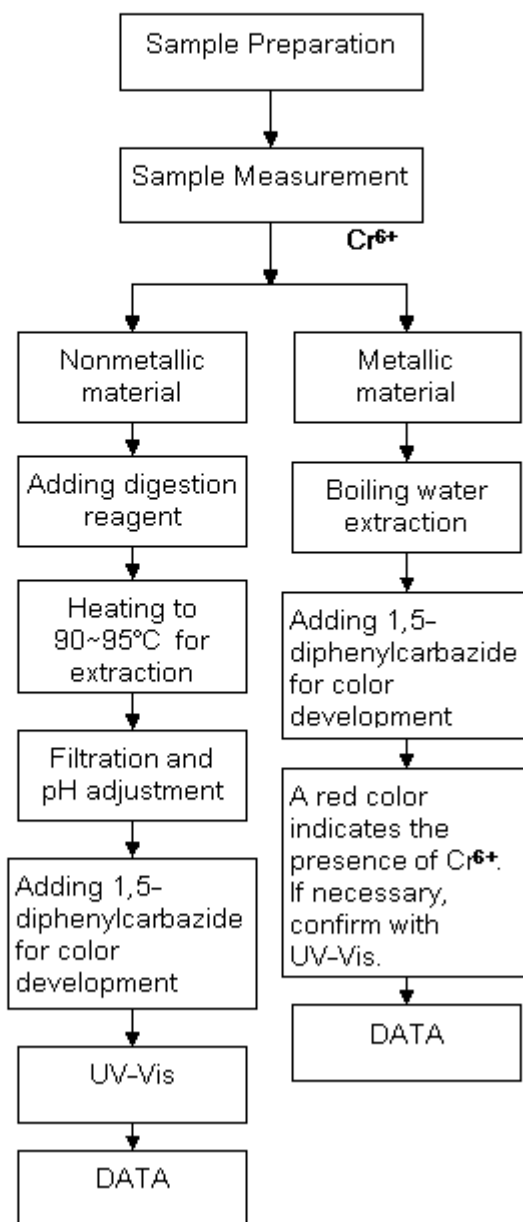 Sample Preparation
Sample Measurement
Cr⁶⁺
Nonmetallic
material
Adding digestion
reagent
Heating to
90~95°C for
extraction
Filtration and
pH adjustment
Adding 1,5-
diphenylcarbazide
for color
development
UV-Vis
DATA
Metallic
material
Boiling water
extraction
Adding 1,5-
diphenylcarbazide
for color
development
A red color
indicates the
presence of Cr⁶⁺.
If necessary,
confirm with
UV-Vis.
DATA